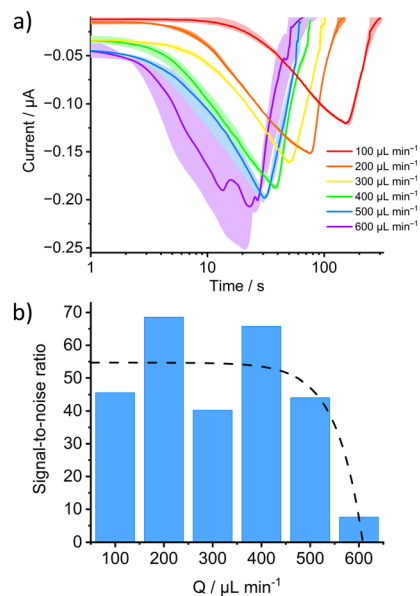 a)
Current / µA
−0.05
−0.10
−0.15
−0.20
−0.25
100 µL min⁻¹
200 µL min⁻¹
300 µL min⁻¹
400 µL min⁻¹
500 µL min⁻¹
600 µL min⁻¹
1 10 100
Time / s
b)
Signal-to-noise ratio
70
60
50
40
30
20
10
0
100 200 300 400 500 600
Q / µL min⁻¹